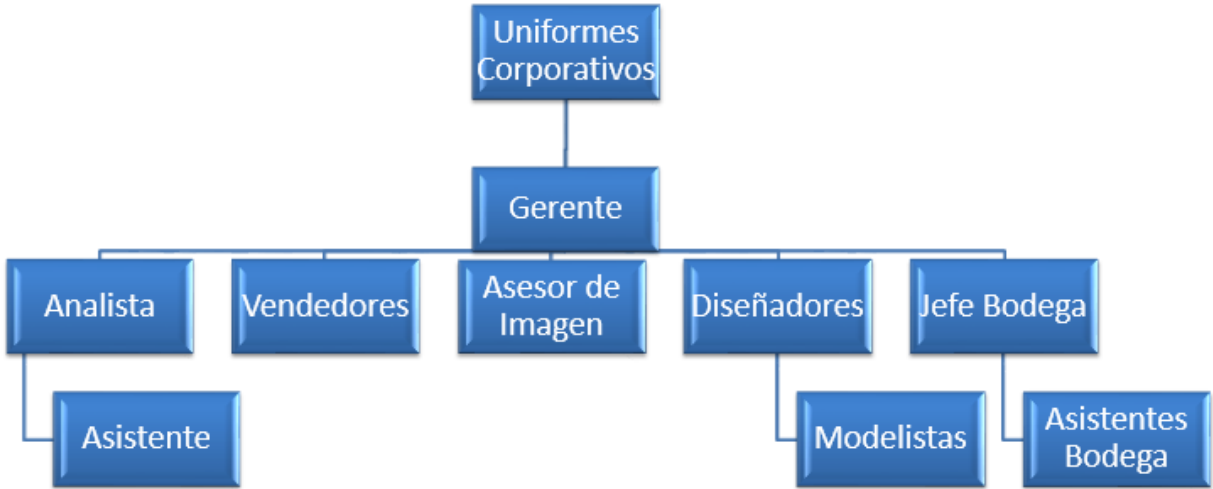 Uniformes
Corporativos
Gerente
Analista
Vendedores
Asesor de
Imagen
Diseñadores
Jefe Bodega
Asistente
Modelistas
Asistentes
Bodega